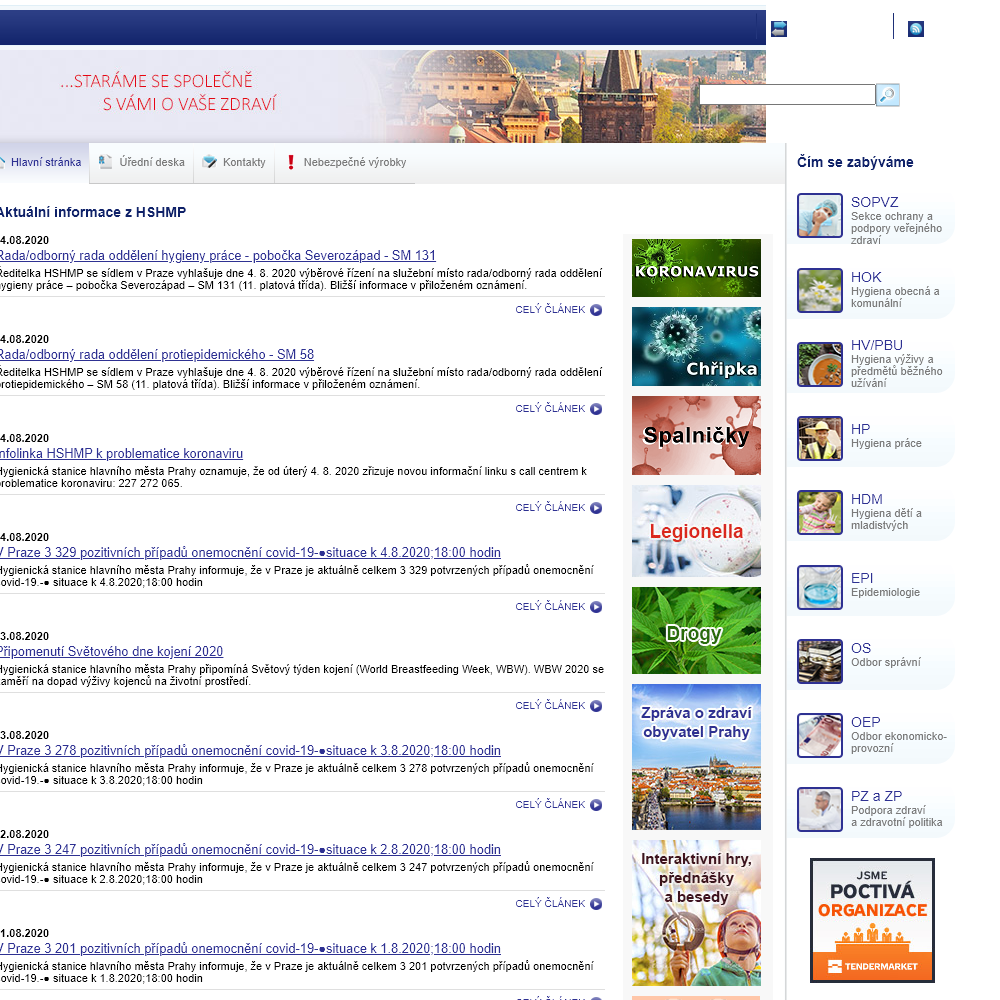 ...STARÁME SE SPOLEČNĚ
S VÁMI O VAŠE ZDRAVÍ
Hlavní stránka
Úřední deska
Kontakty
Nebezpečné výrobky
Aktuální informace z HSHMP
4.08.2020
Rada/odborný rada oddělení hygieny práce - pobočka Severozápad - SM 131
Ředitelka HSHMP se sídlem v Praze vyhlašuje dne 4. 8. 2020 výběrové řízení na služební místo rada/odborný rada oddělení
hygieny práce – pobočka Severozápad – SM 131 (11. platová třída). Bližší informace v přiloženém oznámení.
CELÝ ČLÁNEK
4.08.2020
Rada/odborný rada oddělení protiepidemického - SM 58
Ředitelka HSHMP se sídlem v Praze vyhlašuje dne 4. 8. 2020 výběrové řízení na služební místo rada/odborný rada oddělení
protiepidemického – SM 58 (11. platová třída). Bližší informace v přiloženém oznámení.
CELÝ ČLÁNEK
4.08.2020
Infolinka HSHMP k problematice koronaviru
Hygienická stanice hlavního města Prahy oznamuje, že od úterý 4. 8. 2020 zřizuje novou informační linku s call centrem k
problematice koronaviru: 227 272 065.
CELÝ ČLÁNEK
4.08.2020
V Praze 3 329 pozitivních případů onemocnění covid-19-●situace k 4.8.2020;18:00 hodin
Hygienická stanice hlavního města Prahy informuje, že v Praze je aktuálně celkem 3 329 potvrzených případů onemocnění
covid-19.-● situace k 4.8.2020;18:00 hodin
CELÝ ČLÁNEK
3.08.2020
Připomenutí Světového dne kojení 2020
Hygienická stanice hlavního města Prahy připomíná Světový týden kojení (World Breastfeeding Week, WBW). WBW 2020 se
zaměří na dopad výživy kojenců na životní prostředí.
CELÝ ČLÁNEK
3.08.2020
V Praze 3 278 pozitivních případů onemocnění covid-19-●situace k 3.8.2020;18:00 hodin
Hygienická stanice hlavního města Prahy informuje, že v Praze je aktuálně celkem 3 278 potvrzených případů onemocnění
covid-19.-● situace k 3.8.2020;18:00 hodin
CELÝ ČLÁNEK
2.08.2020
V Praze 3 247 pozitivních případů onemocnění covid-19-●situace k 2.8.2020;18:00 hodin
Hygienická stanice hlavního města Prahy informuje, že v Praze je aktuálně celkem 3 247 potvrzených případů onemocnění
covid-19.-● situace k 2.8.2020;18:00 hodin
CELÝ ČLÁNEK
1.08.2020
V Praze 3 201 pozitivních případů onemocnění covid-19-●situace k 1.8.2020;18:00 hodin
Hygienická stanice hlavního města Prahy informuje, že v Praze je aktuálně celkem 3 201 potvrzených případů onemocnění
covid-19.-● situace k 1.8.2020;18:00 hodin
CELÝ ČLÁNEK
KORONAVIRUS
Chřipka
Spalničky
Legionella
Drogy
Zpráva o zdraví
obyvatel Prahy
Interaktivní hry,
přednášky
a besedy
Čím se zabýváme
SOPVZ
Sekce ochrany a
podpory veřejného
zdraví
HOK
Hygiena obecná a
komunální
HV/PBU
Hygiena výživy a
předmětů běžného
užívání
HP
Hygiena práce
HDM
Hygiena dětí a
mladistvých
EPI
Epidemiologie
OS
Odbor správní
OEP
Odbor ekonomicko-
provozní
PZ a ZP
Podpora zdraví
a zdravotní politika
JSME
POCTIVÁ
ORGANIZACE
TENDERMARKET